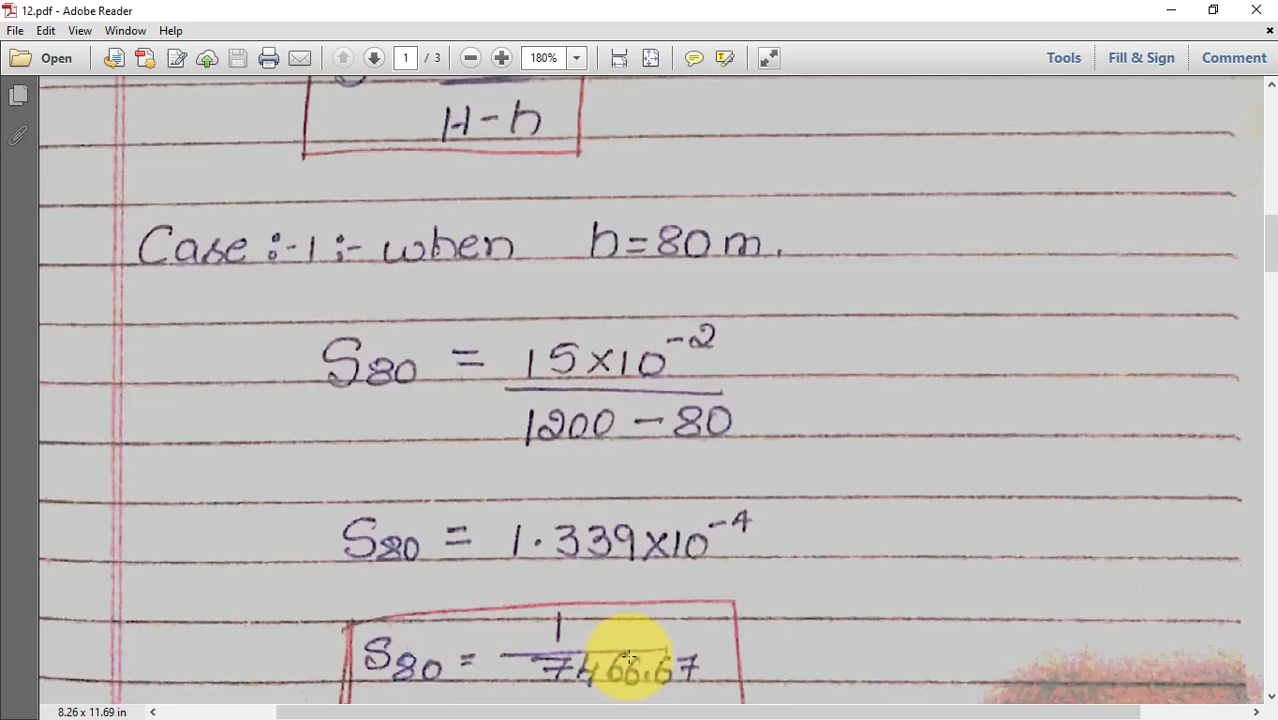 12.pdf - Adobe Reader
File Edit View Window Help
Open 1 / 3 180% Tools Fill & Sign Comment
H-h
Case :-1 :- when h=80m.
S80 = 15×10^-2
1200 - 80
S80 = 1.339×10^-4
S80 = 1
7466.67
8.26 x 11.69 in